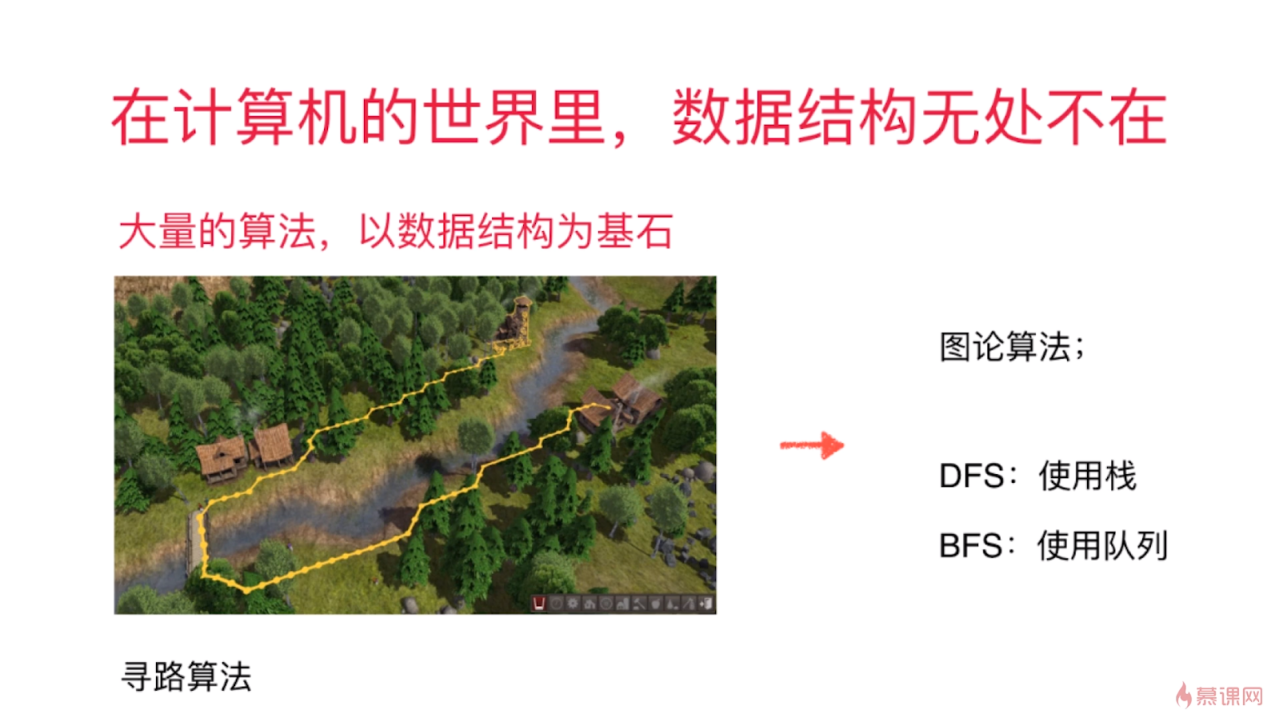 在计算机的世界里，数据结构无处不在
大量的算法，以数据结构为基石
图论算法；
DFS：使用栈
BFS：使用队列
寻路算法
慕课网